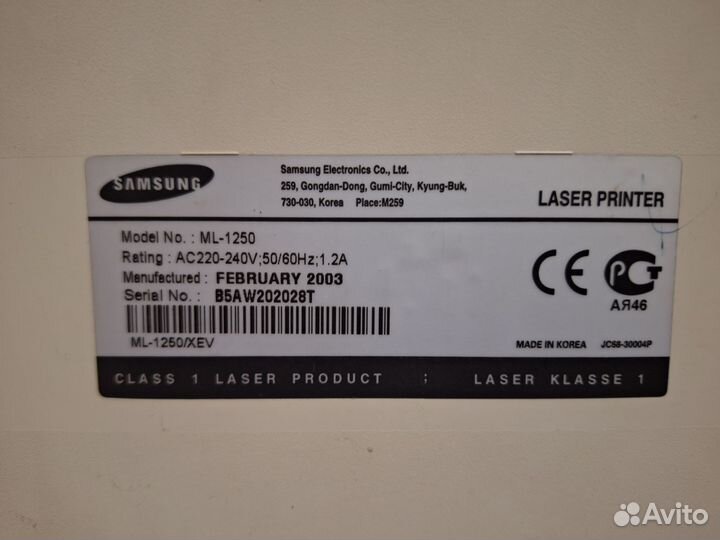 SAMSUNG
Samsung Electronics Co., Ltd.
259, Gongdan-Dong, Gumi-City, Kyung-Buk,
730-030, Korea Place:M259
LASER PRINTER
Model No. : ML-1250
Rating : AC220-240V;50/60Hz;1.2A
Manufactured : FEBRUARY 2003
Serial No. : B5AW202028T
ML-1250/XEV
CE
РСТ
АЯ46
MADE IN KOREA JC68-30004P
CLASS 1 LASER PRODUCT ; LASER KLASSE 1
Avito